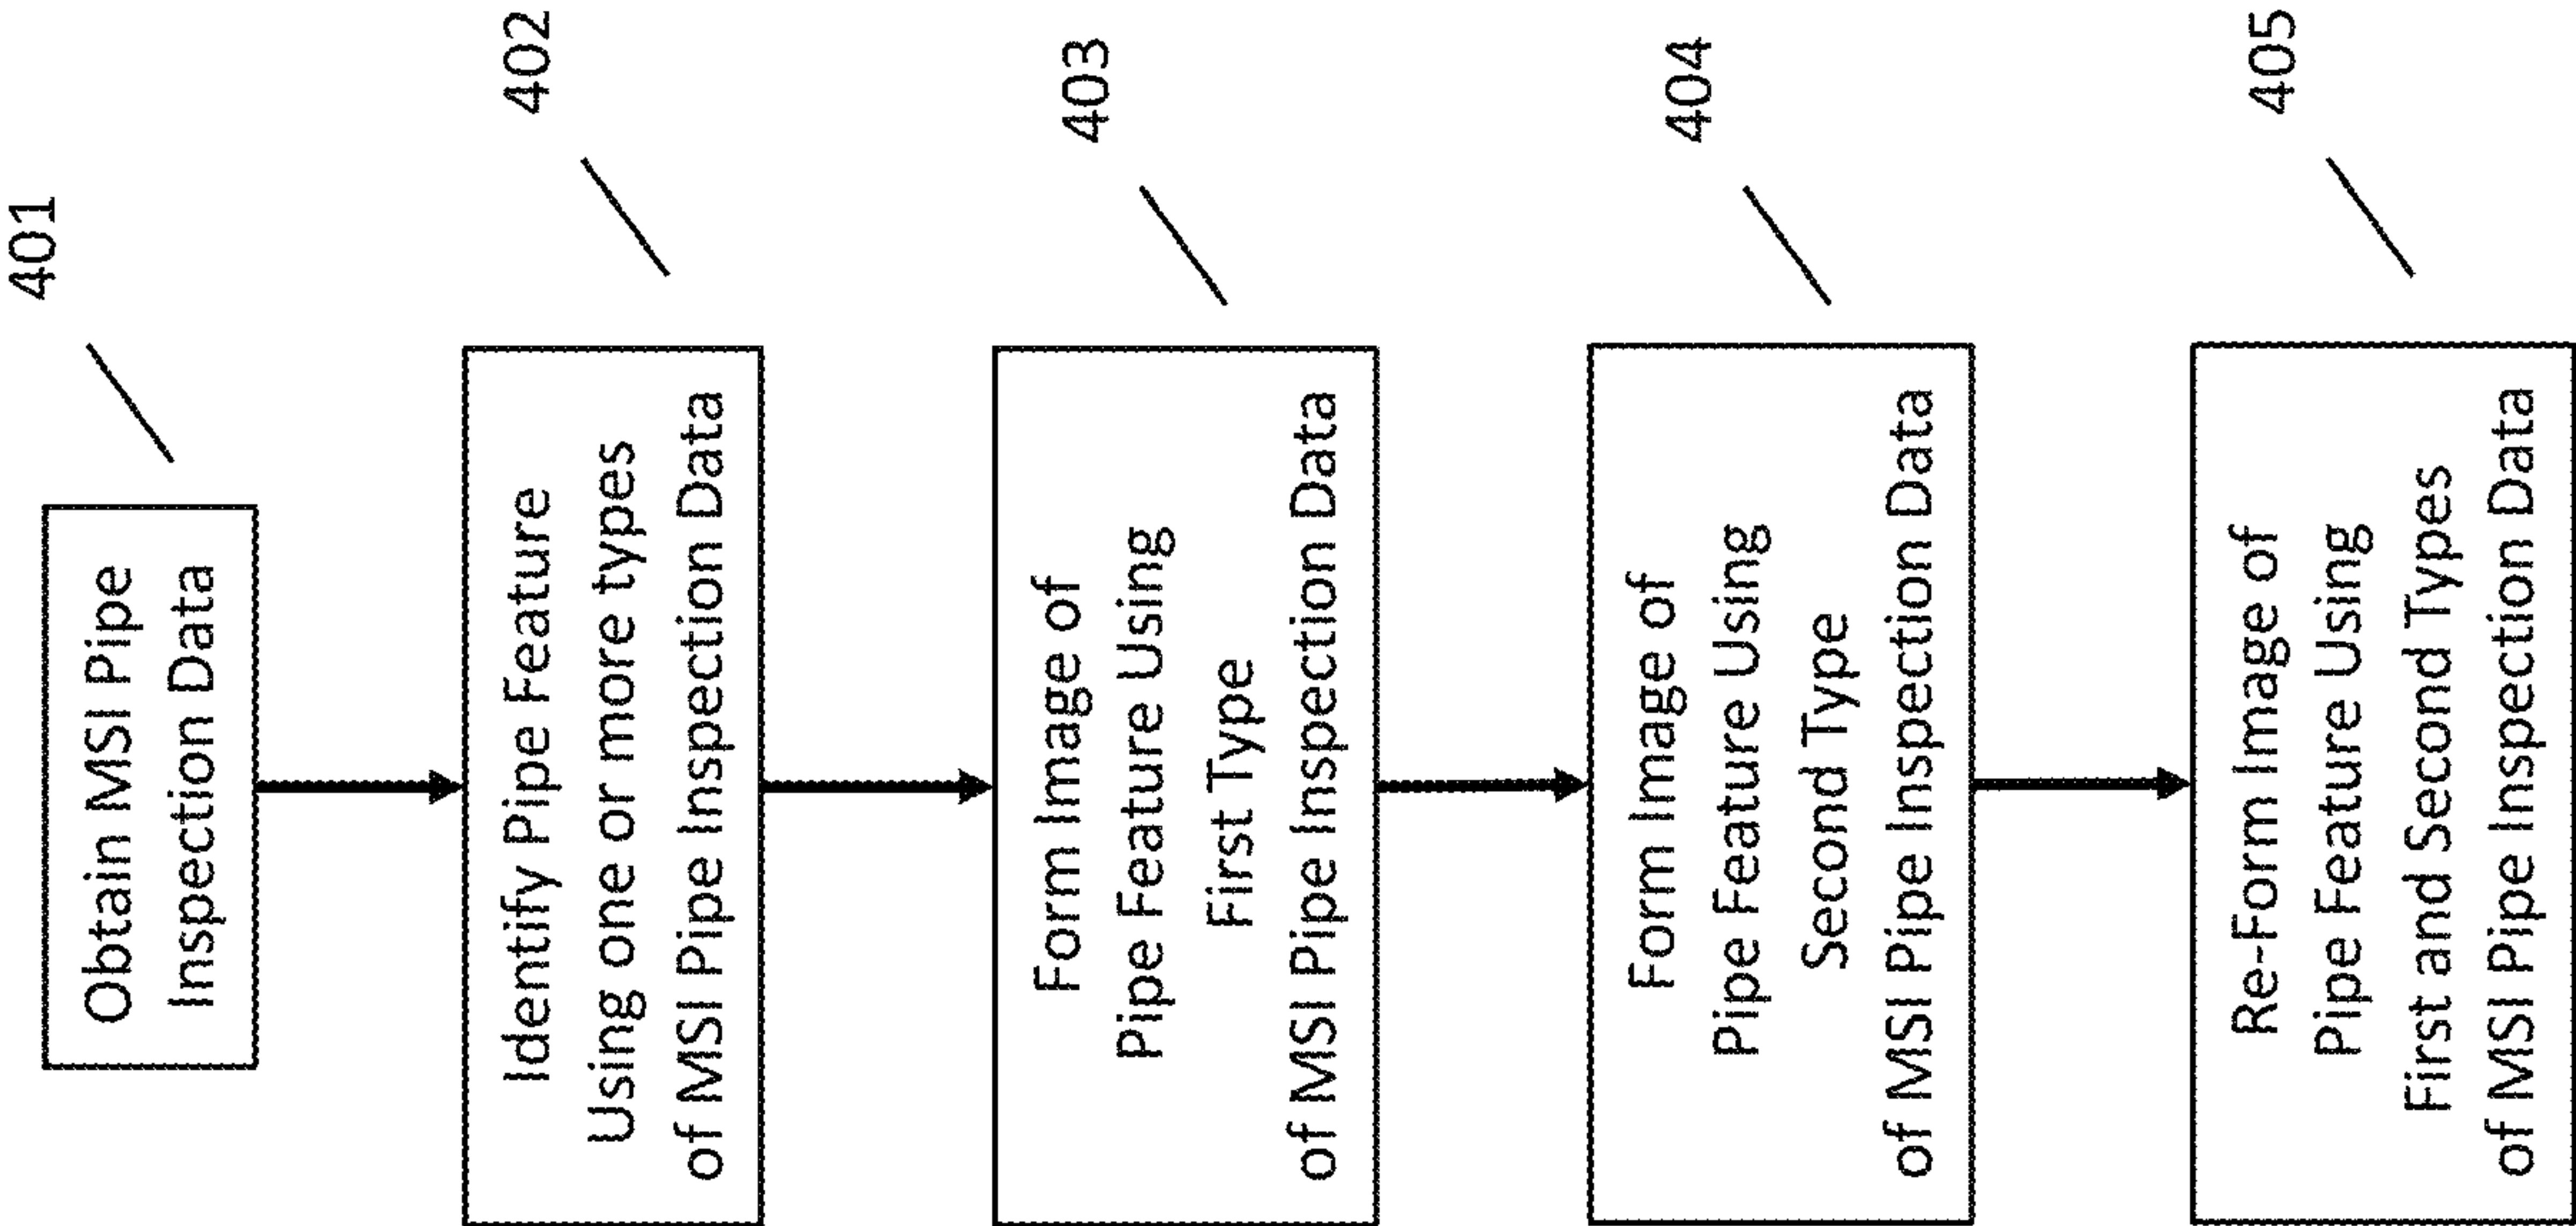 401
Obtain MSI Pipe
Inspection Data
402
Identify Pipe Feature
Using one or more types
of MSI Pipe Inspection Data
403
Form Image of
Pipe Feature Using
First Type
of MSI Pipe Inspection Data
404
Form Image of
Pipe Feature Using
Second Type
of MSI Pipe Inspection Data
405
Re-Form Image of
Pipe Feature Using
First and Second Types
of MSI Pipe Inspection Data